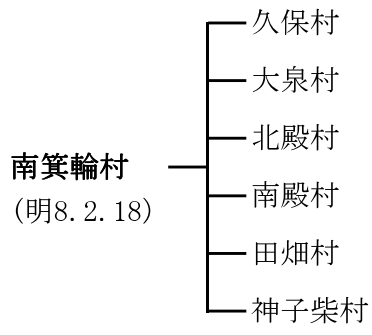 久保村
大泉村
北殿村
南箕輪村
(明8.2.18)
南殿村
田畑村
神子柴村